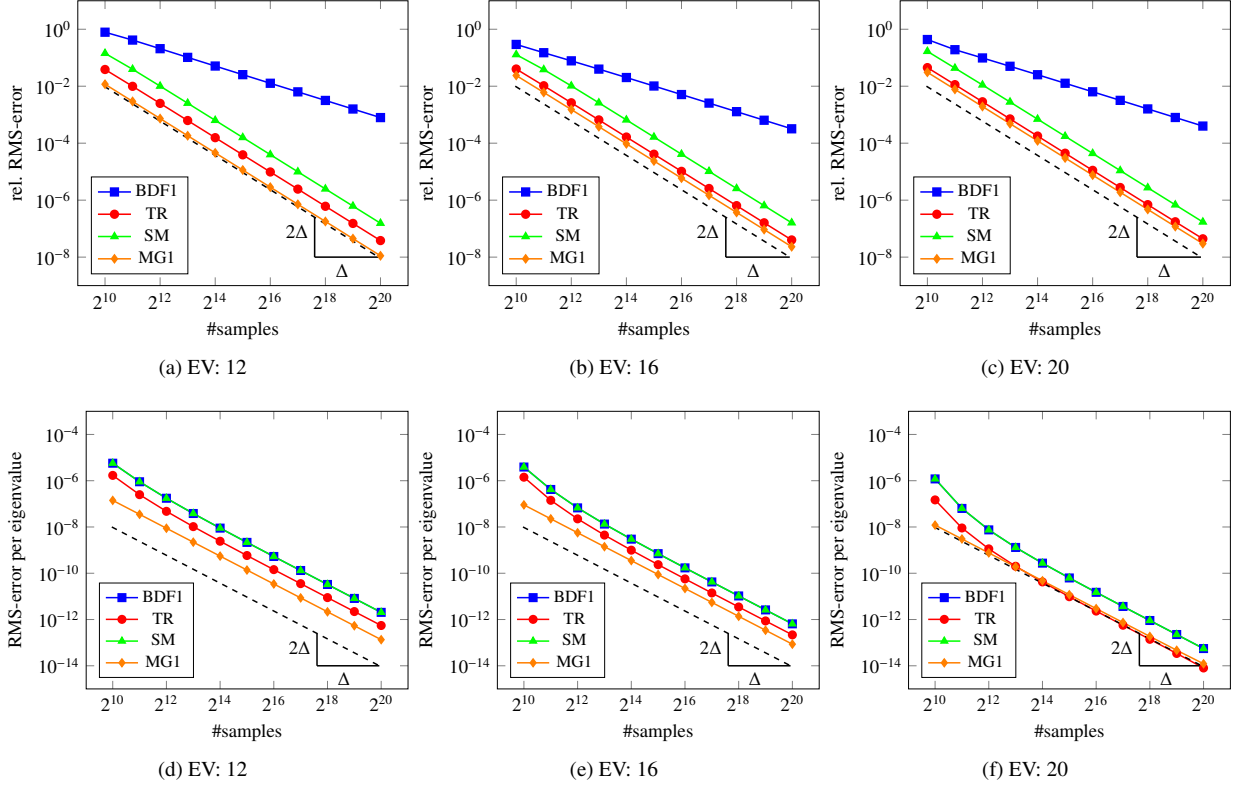 rel. RMS-error
10^0
10^-2
10^-4
10^-6
10^-8
BDF1
TR
SM
MG1
2Δ
Δ
2^10 2^12 2^14 2^16 2^18 2^20
#samples
(a) EV: 12
rel. RMS-error
10^0
10^-2
10^-4
10^-6
10^-8
BDF1
TR
SM
MG1
2Δ
Δ
2^10 2^12 2^14 2^16 2^18 2^20
#samples
(b) EV: 16
rel. RMS-error
10^0
10^-2
10^-4
10^-6
10^-8
BDF1
TR
SM
MG1
2Δ
Δ
2^10 2^12 2^14 2^16 2^18 2^20
#samples
(c) EV: 20
RMS-error per eigenvalue
10^-4
10^-6
10^-8
10^-10
10^-12
10^-14
BDF1
TR
SM
MG1
2Δ
Δ
2^10 2^12 2^14 2^16 2^18 2^20
#samples
(d) EV: 12
RMS-error per eigenvalue
10^-4
10^-6
10^-8
10^-10
10^-12
10^-14
BDF1
TR
SM
MG1
2Δ
Δ
2^10 2^12 2^14 2^16 2^18 2^20
#samples
(e) EV: 16
RMS-error per eigenvalue
10^-4
10^-6
10^-8
10^-10
10^-12
10^-14
BDF1
TR
SM
MG1
2Δ
Δ
2^10 2^12 2^14 2^16 2^18 2^20
#samples
(f) EV: 20